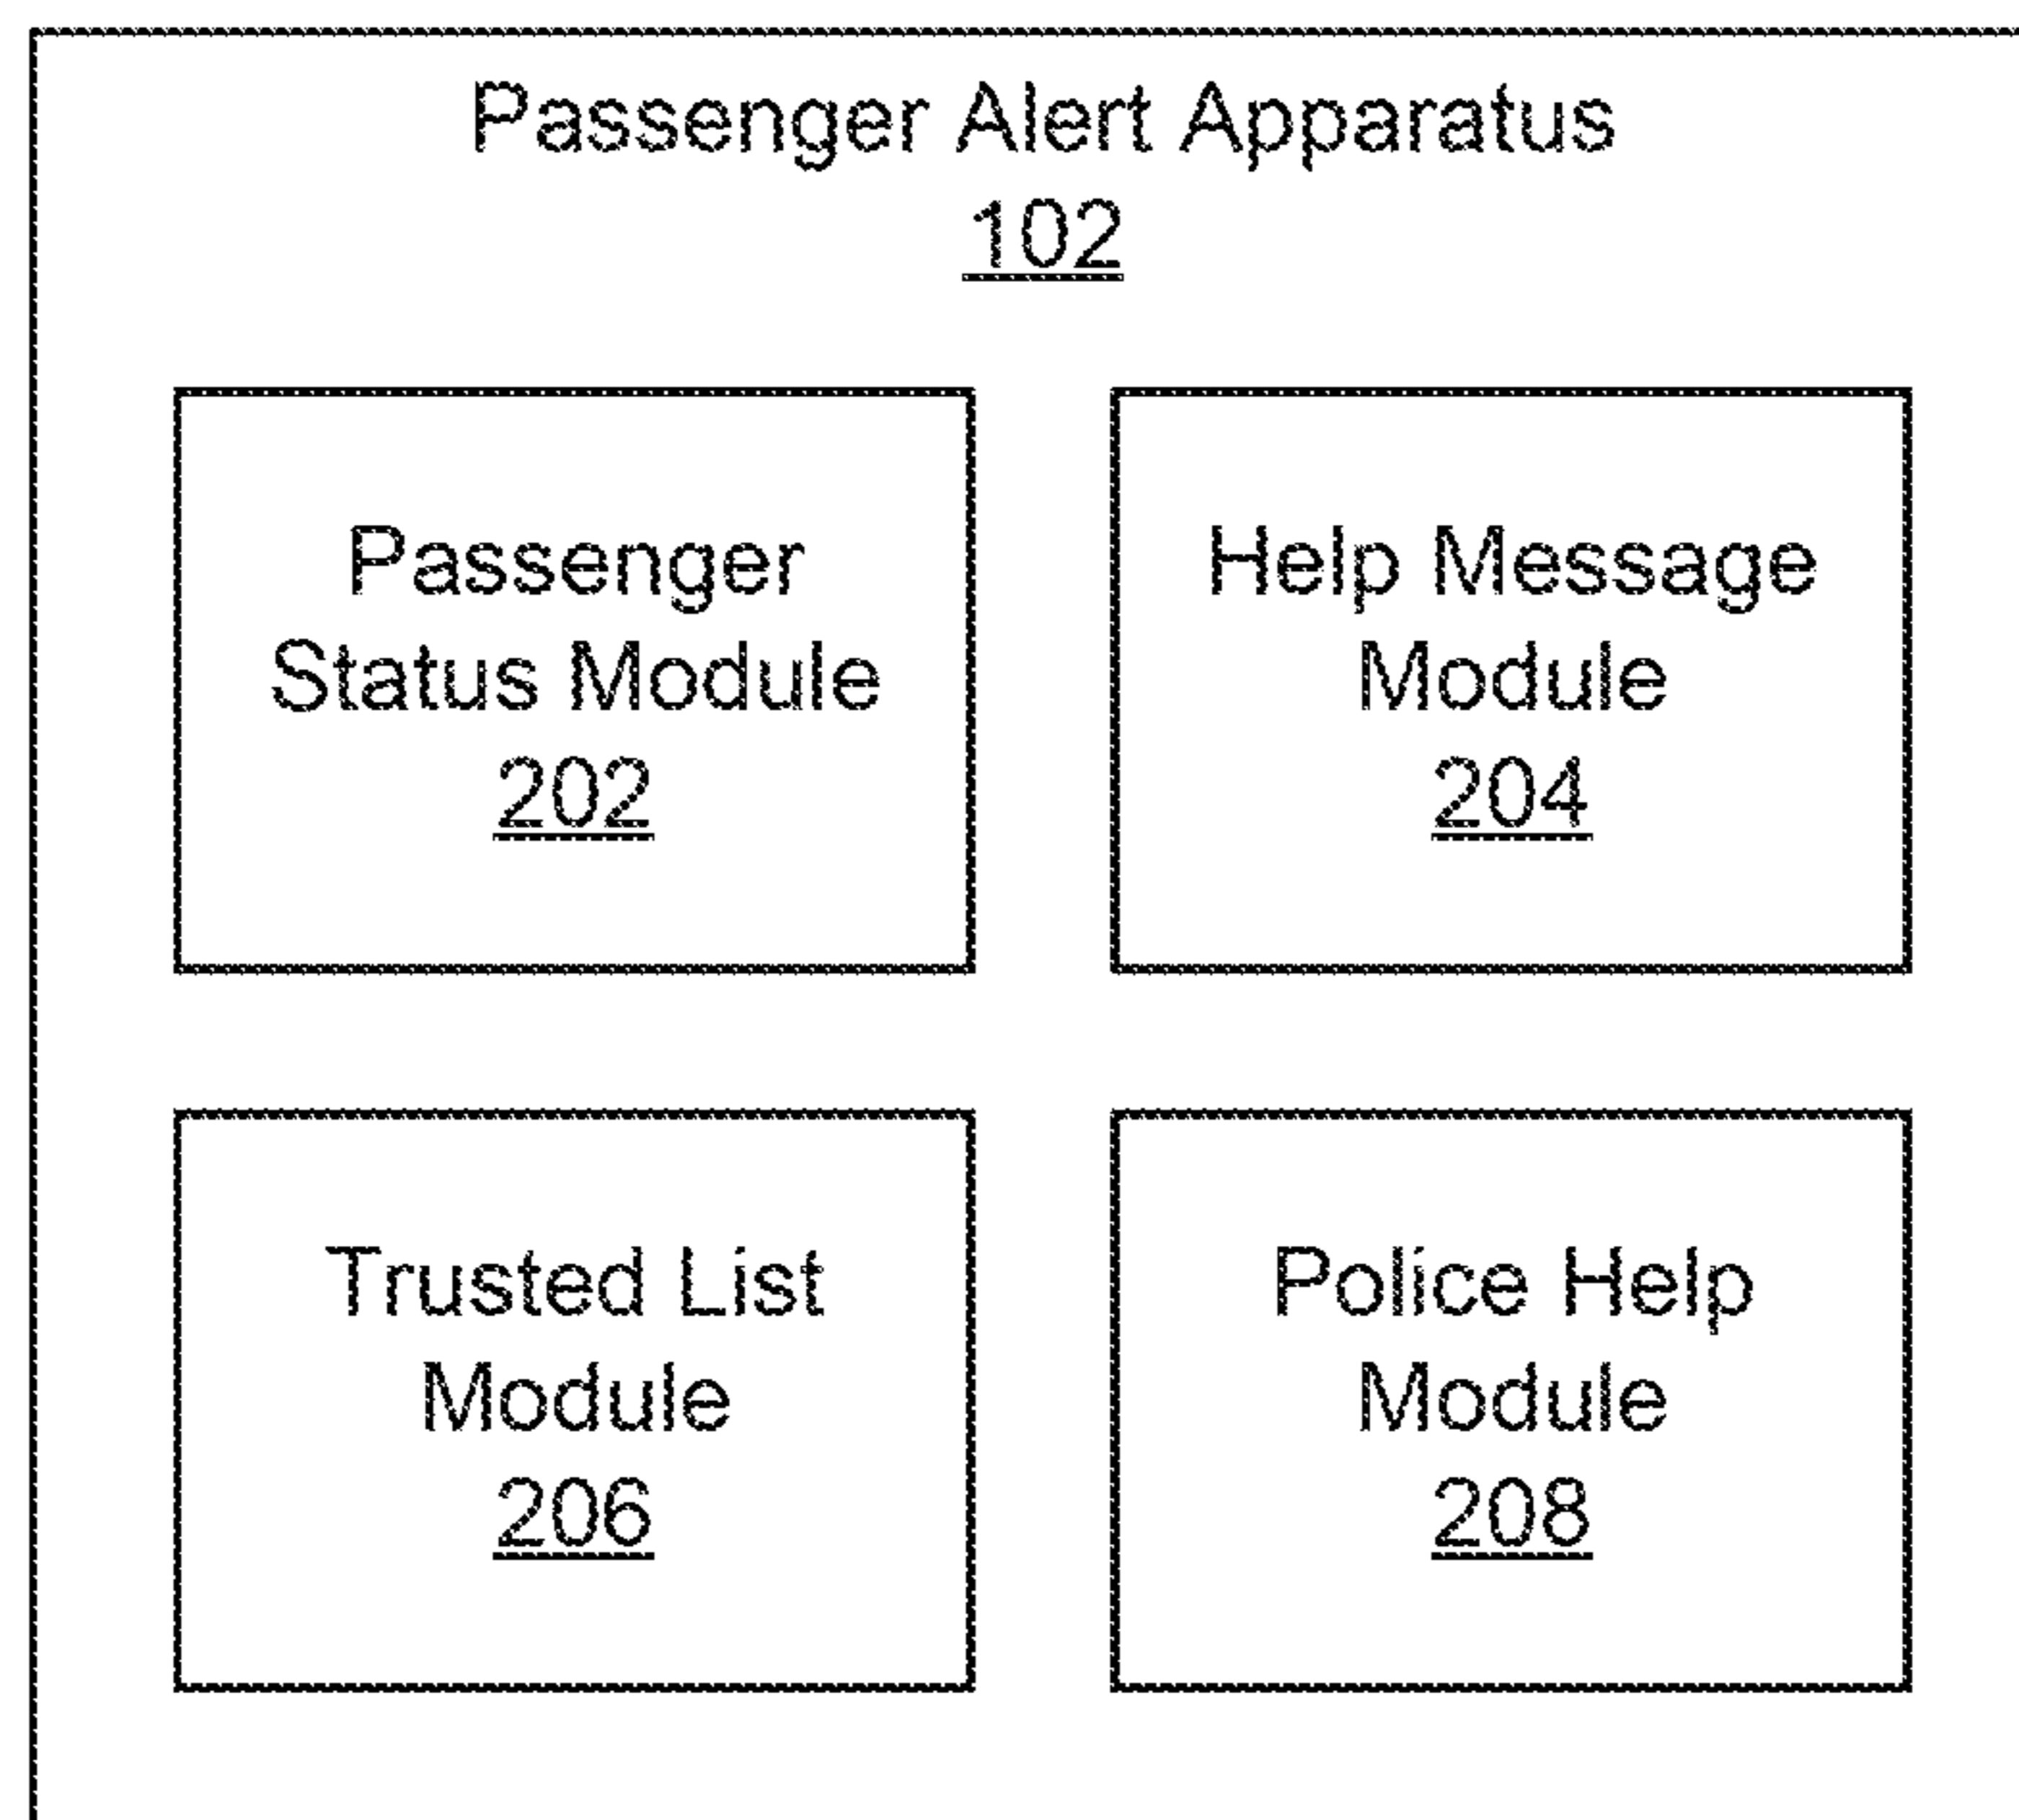 Passenger Alert Apparatus
102
Passenger
Status Module
202
Help Message
Module
204
Trusted List
Module
206
Police Help
Module
208